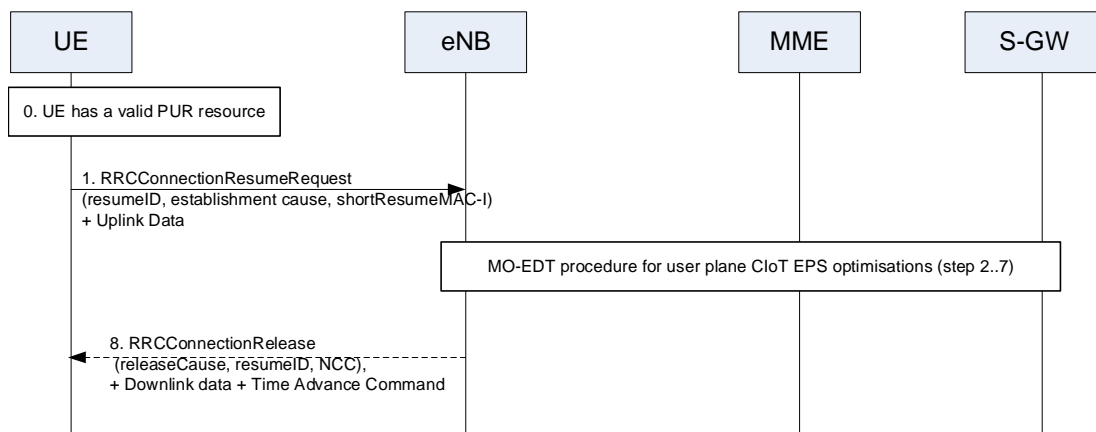 UE
eNB
MME
S-GW
0. UE has a valid PUR resource
1. RRCConnectionResumeRequest
(resumeID, establishment cause, shortResumeMAC-I)
+ Uplink Data
MO-EDT procedure for user plane CIoT EPS optimisations (step 2..7)
8. RRCConnectionRelease
(releaseCause, resumeID, NCC),
+ Downlink data + Time Advance Command